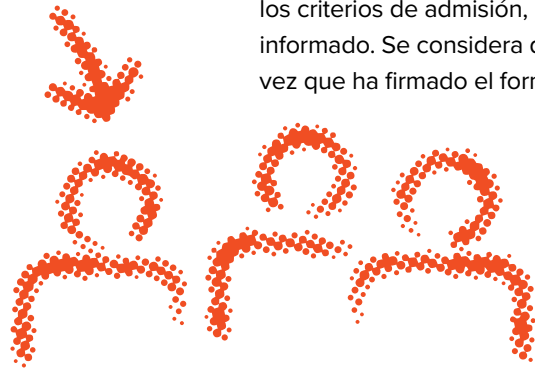 los criterios de admisión,
informado. Se considera
vez que ha firmado el